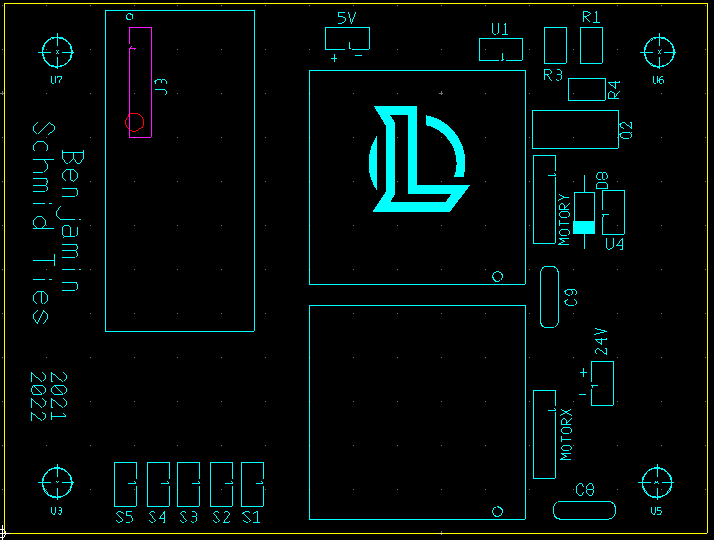 5V
U1
R1
U7
U6
R3
J3
R4
+ -
Q2
Benjamin
Schmid Ties
D8
MOTORY
U4
C9
24V
+
-
2021
2022
MOTORX
C8
U3
S5 S4 S3 S2 S1
U5
L